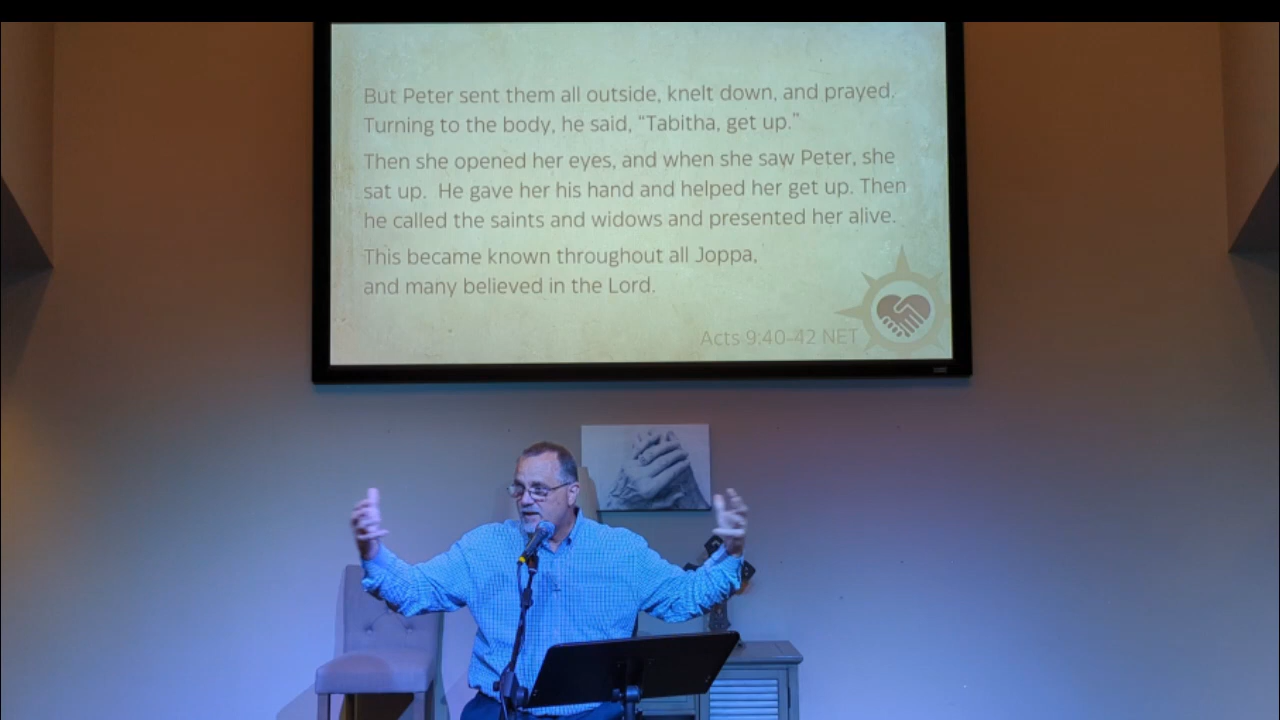 But Peter sent them all outside, knelt down, and prayed.
Turning to the body, he said, “Tabitha, get up.”
Then she opened her eyes, and when she saw Peter, she
sat up.  He gave her his hand and helped her get up. Then
he called the saints and widows and presented her alive.
This became known throughout all Joppa,
and many believed in the Lord.
Acts 9:40-42 NET